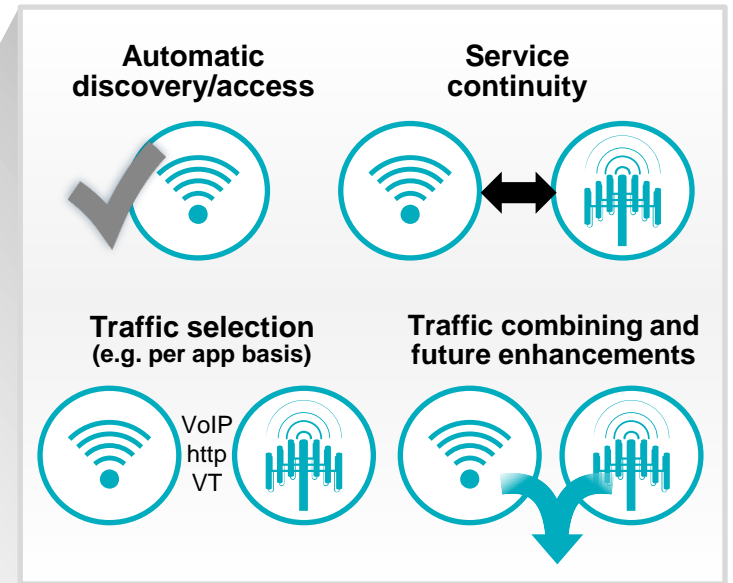 Automatic
discovery/access
Service
continuity
Traffic selection
(e.g. per app basis)
VoIP
http
VT
Traffic combining and
future enhancements